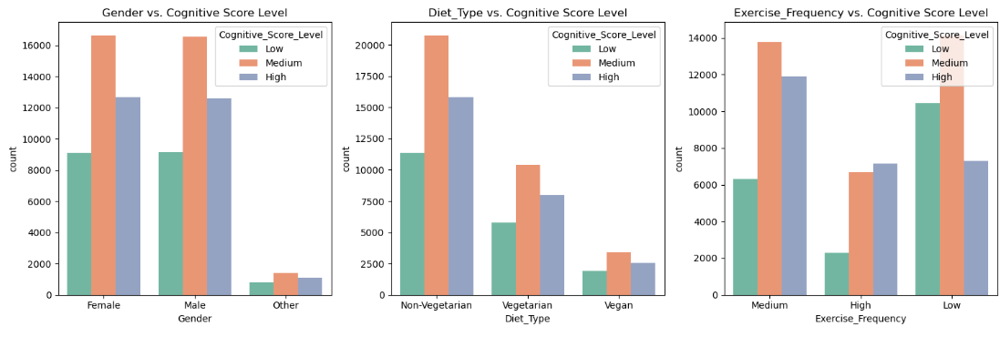 Gender vs. Cognitive Score Level
count
16000
14000
12000
10000
8000
6000
4000
2000
0
Cognitive_Score_Level
Low
Medium
High
Female
Male
Other
Gender
Diet_Type vs. Cognitive Score Level
count
20000
17500
15000
12500
10000
7500
5000
2500
0
Cognitive_Score_Level
Low
Medium
High
Non-Vegetarian
Vegetarian
Vegan
Diet_Type
Exercise_Frequency vs. Cognitive Score Level
count
14000
12000
10000
8000
6000
4000
2000
0
Cognitive_Score_Level
Low
Medium
High
Medium
High
Low
Exercise_Frequency